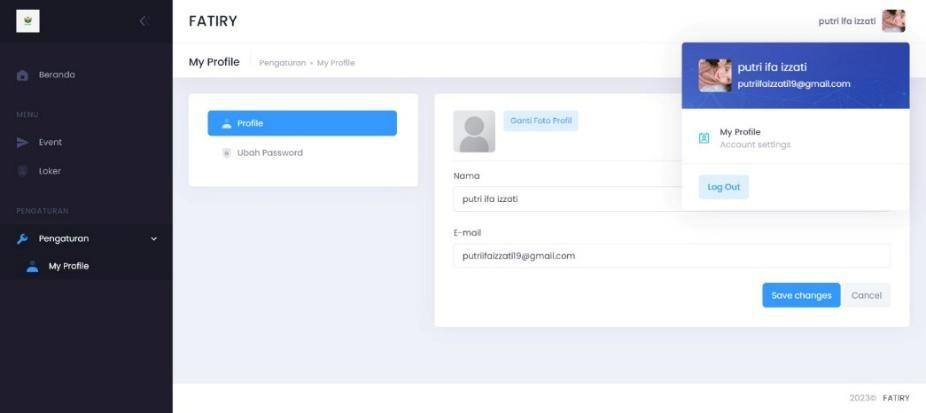 FATIRY
putri ifa izzati
Beranda
MENU
Event
Loker
PENGATURAN
Pengaturan
My Profile
My Profile
Pengaturan • My Profile
Profile
Ubah Password
Ganti Foto Profil
Nama
putri ifa izzati
E-mail
putriifaizzati19@gmail.com
Save changes
Cancel
putri ifa izzati
putriifaizzati19@gmail.com
My Profile
Account settings
Log Out
2023© FATIRY